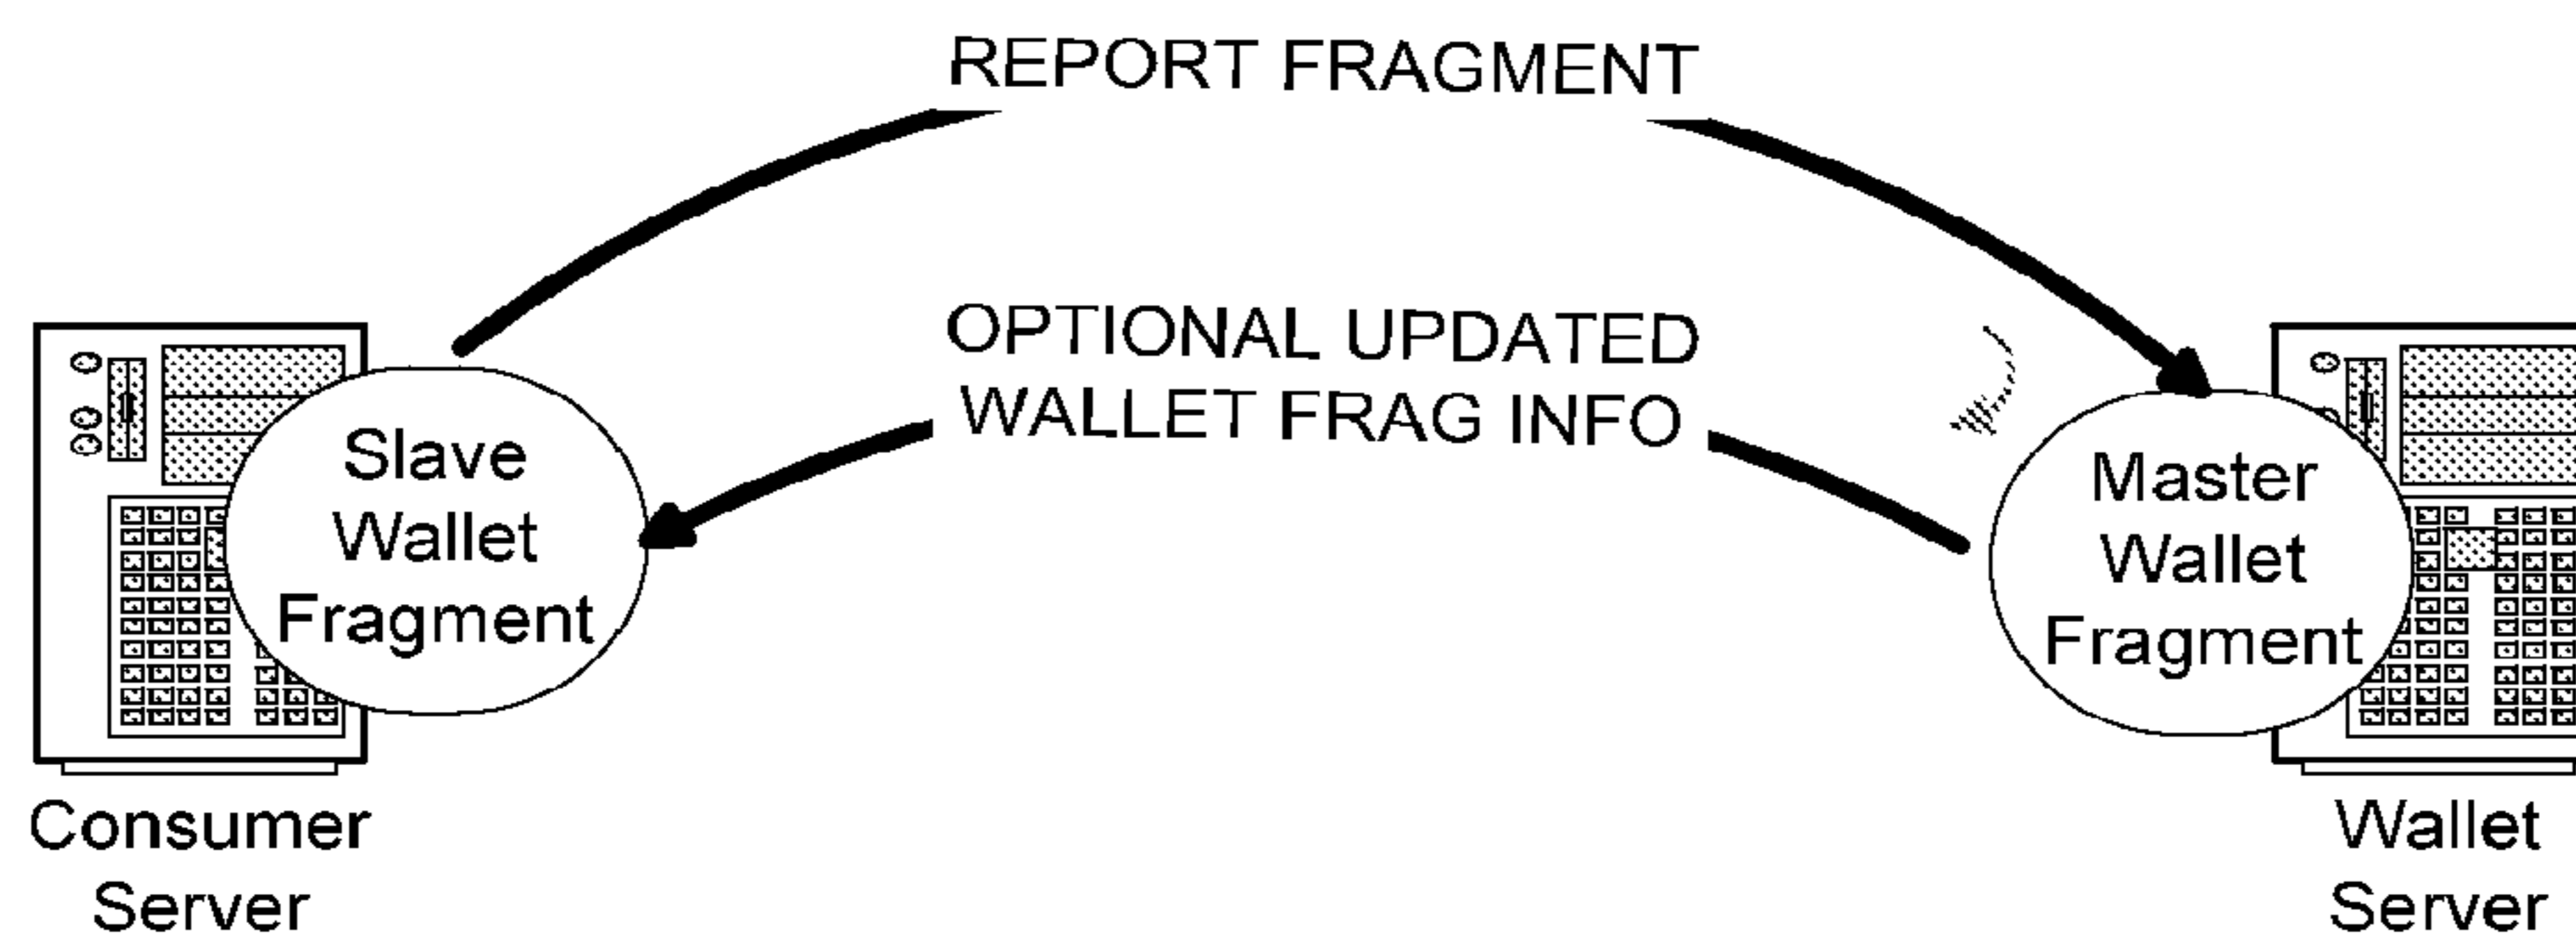 REPORT FRAGMENT
OPTIONAL UPDATED
WALLET FRAG INFO
Slave
Wallet
Fragment
Master
Wallet
Fragment
Consumer
Server
Wallet
Server